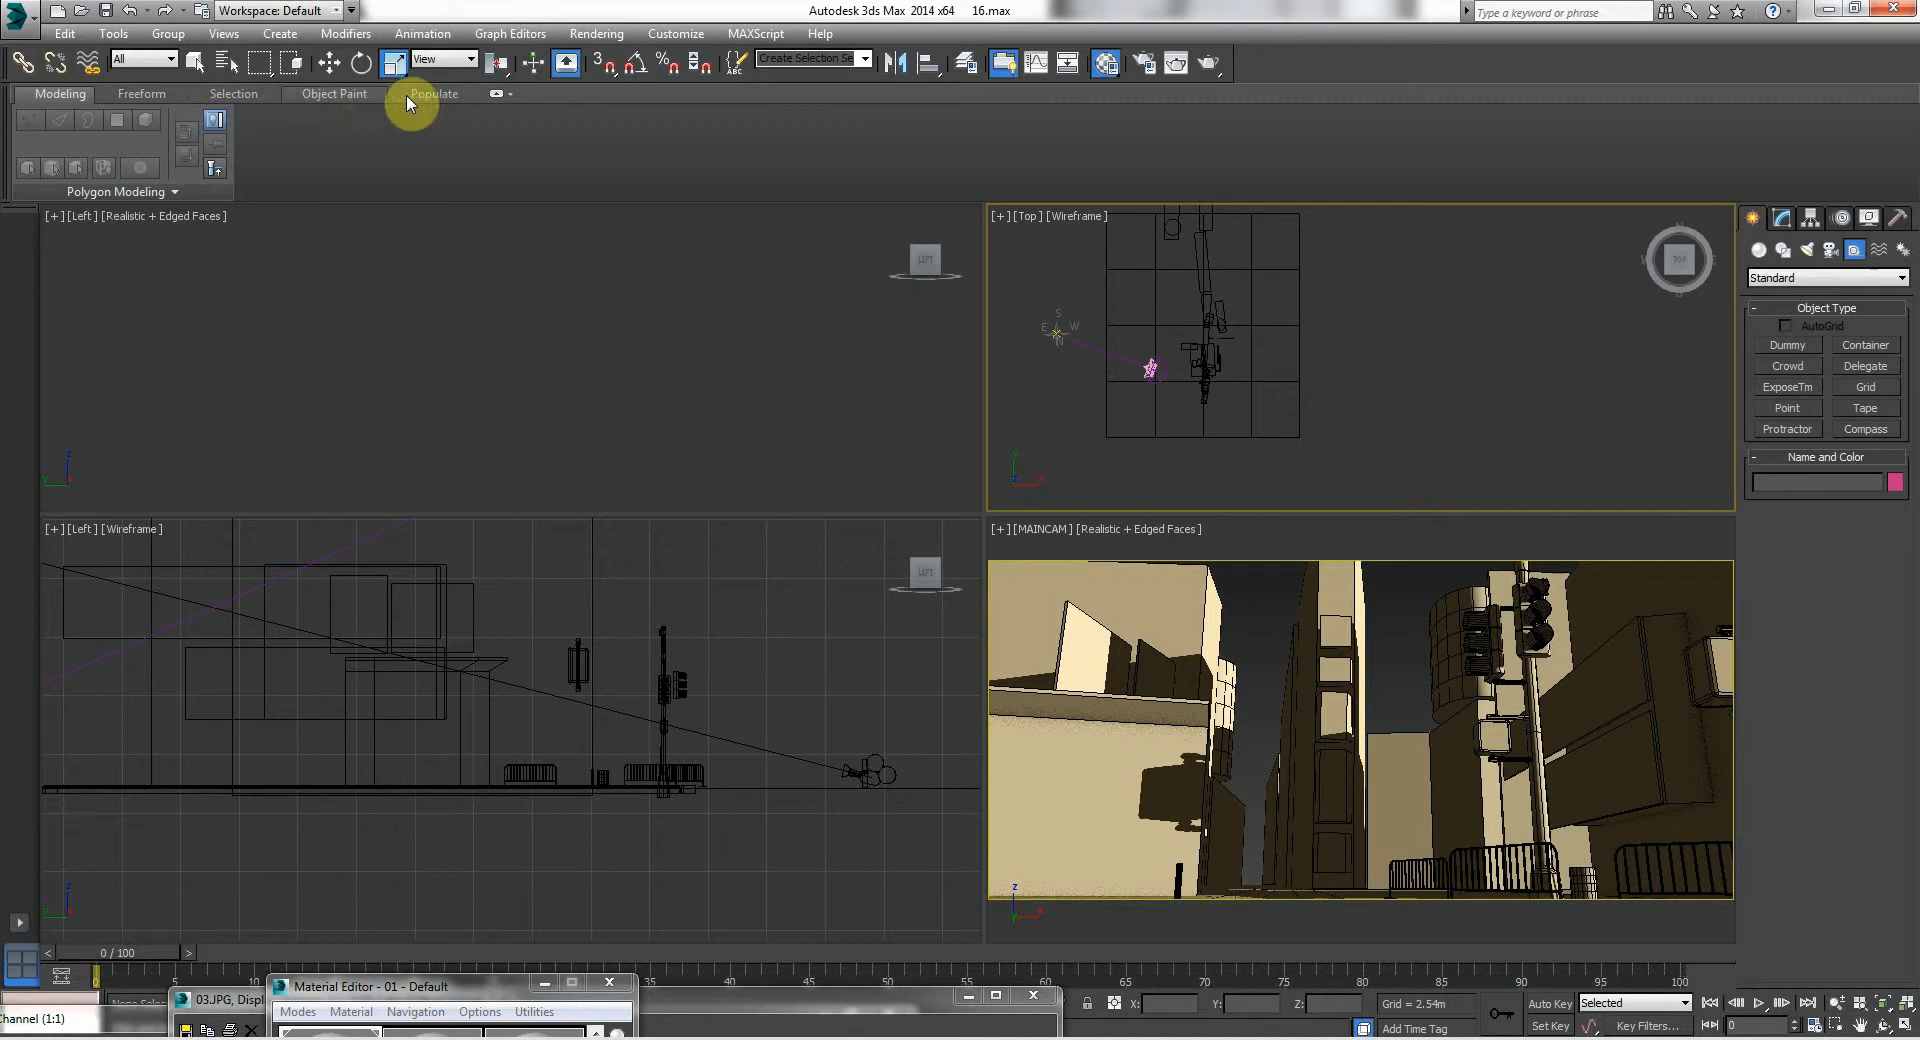 Workspace: Default
Autodesk 3ds Max 2014 x64 16.max
Type a keyword or phrase
Edit Tools Group Views Create Modifiers Animation Graph Editors Rendering Customize MAXScript Help
All
View
3
Create Selection Se
ABC
Modeling Freeform Selection Object Paint Populate
Polygon Modeling
[+] [Left] [Realistic + Edged Faces]
[+] [Top] [Wireframe]
LEFT
TOP
S
E W
N
Standard
Object Type
AutoGrid
Dummy Container
Crowd Delegate
ExposeTm Grid
Point Tape
Protractor Compass
Name and Color
z
y x
y
z x
[+] [Left] [Wireframe]
[+] [MAINCAM] [Realistic + Edged Faces]
LEFT
z
y x
z
y x
< 0 / 100 >
0 5 10 35 40 45 50 55 60 65 70 75 80 85 90 95 100
Material Editor - 01 - Default
03.JPG, Displ
None Selec
Modes Material Navigation Options Utilities
hannel (1:1)
X: Y: Z: Grid = 2.54m
Auto Key Selected
Add Time Tag
Set Key Key Filters...
0